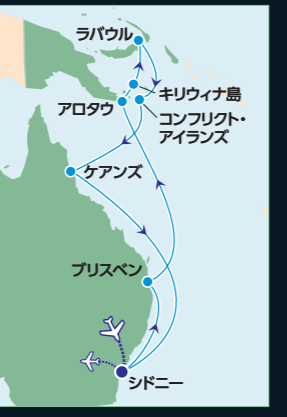 ラバウル
キリウィナ島
アロタウ
コンフリクト・
アイランズ
ケアンズ
ブリスベン
シドニー